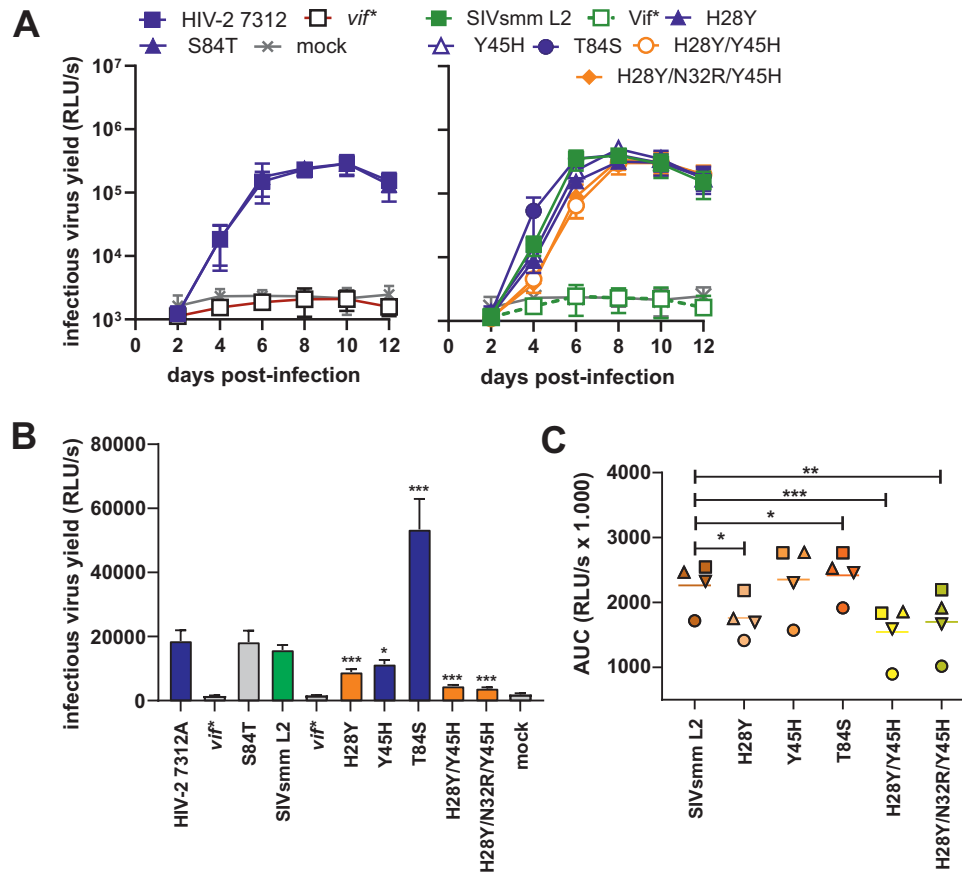 A
HIV-2 7312 vif*
S84T mock
SIVsmm L2 Vif* H28Y
Y45H T84S H28Y/Y45H
H28Y/N32R/Y45H
infectious virus yield (RLU/s)
10⁷
10⁶
10⁵
10⁴
10³
0 2 4 6 8 10 12
days post-infection
0 2 4 6 8 10 12
days post-infection
B
infectious virus yield (RLU/s)
80000
60000
40000
20000
0
***
*
***
***
***
HIV-2 7312A
vif*
S84T
SIVsmm L2
vif*
H28Y
Y45H
T84S
H28Y/Y45H
H28Y/N32R/Y45H
mock
C
AUC (RLU/s x 1.000)
4000
3000
2000
1000
**
***
*
*
SIVsmm L2
H28Y
Y45H
T84S
H28Y/Y45H
H28Y/N32R/Y45H